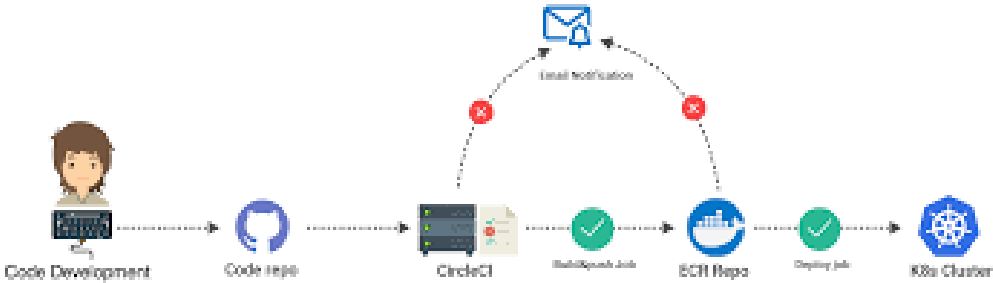 Email Notification
Code Development
Code repo
CircleCI
Build&push Job
ECR Repo
Deploy job
K8s Cluster